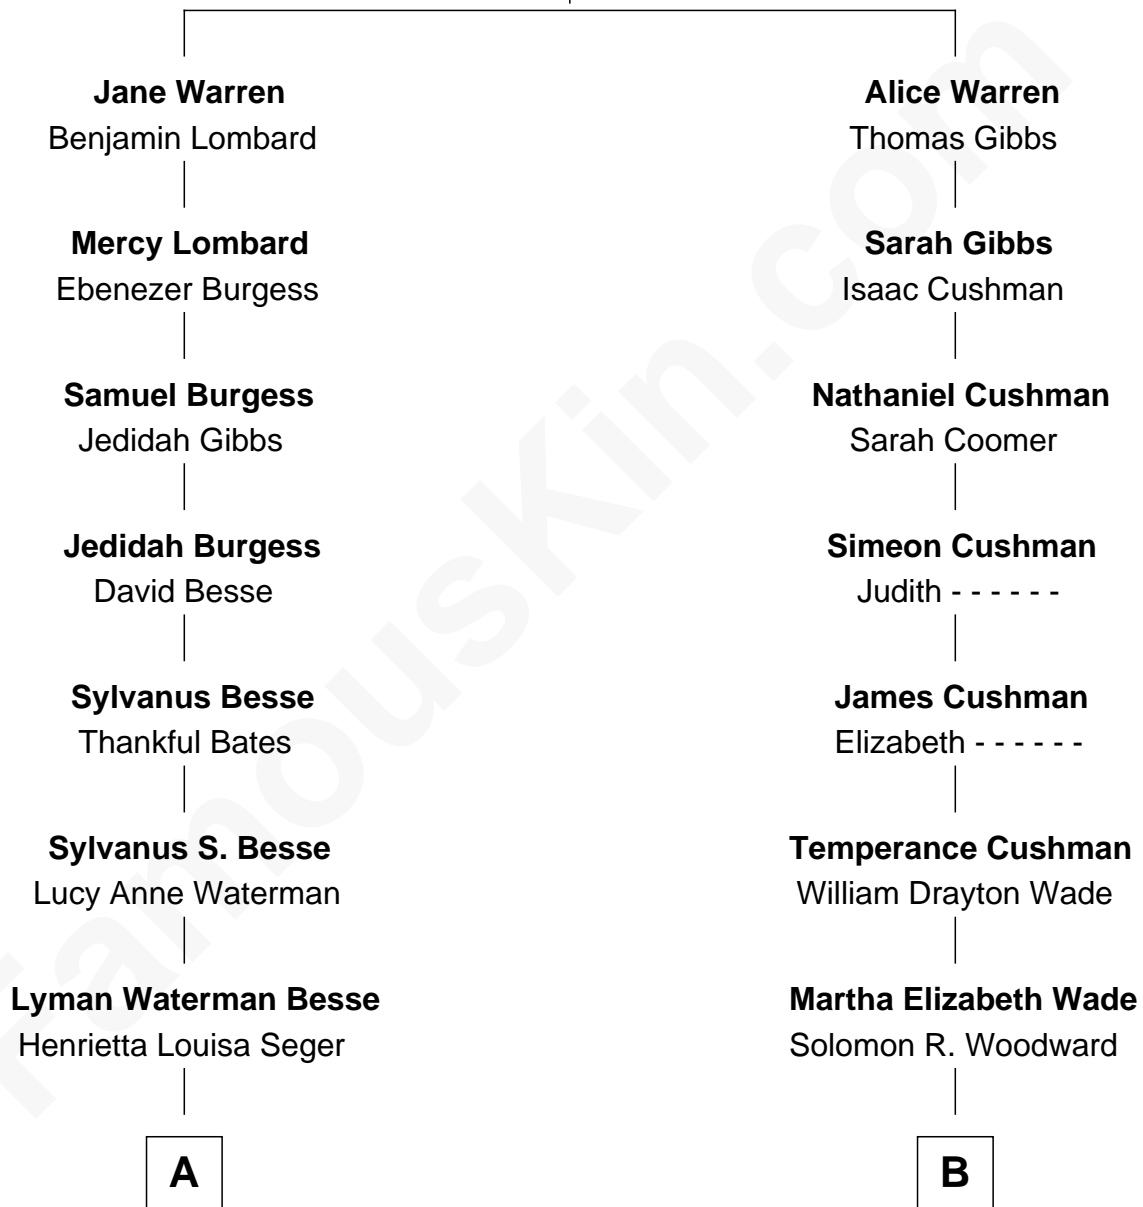 Jane Warren
Benjamin Lombard
Mercy Lombard
Ebenezer Burgess
Samuel Burgess
Jedidah Gibbs
Jedidah Burgess
David Besse
Sylvanus Besse
Thankful Bates
Sylvanus S. Besse
Lucy Anne Waterman
Lyman Waterman Besse
Henrietta Louisa Seger
A
Alice Warren
Thomas Gibbs
Sarah Gibbs
Isaac Cushman
Nathaniel Cushman
Sarah Coomer
Simeon Cushman
Judith - - - - - -
James Cushman
Elizabeth - - - - - -
Temperance Cushman
William Drayton Wade
Martha Elizabeth Wade
Solomon R. Woodward
B
FamousKin.com